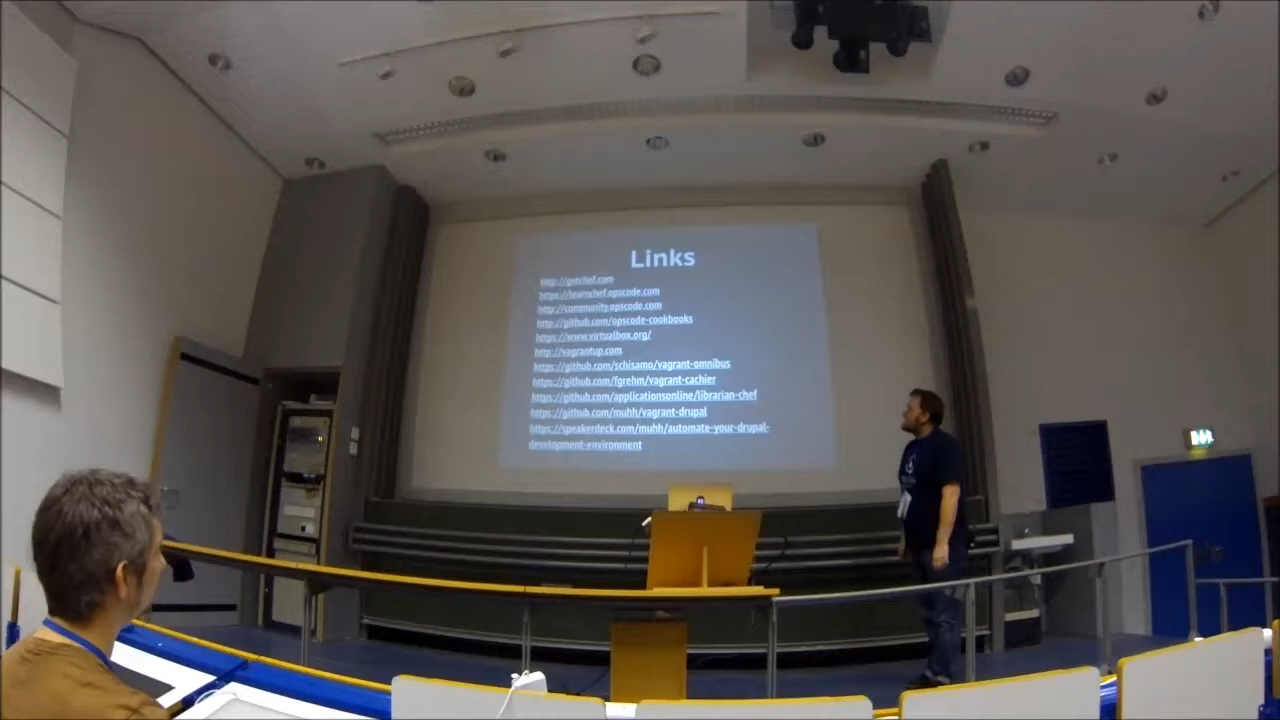 Links
http://getchef.com
https://learnchef.opscode.com
http://community.opscode.com
http://github.com/opscode-cookbooks
https://www.virtualbox.org/
http://vagrantup.com
https://github.com/schisamo/vagrant-omnibus
https://github.com/fgrehm/vagrant-cachier
https://github.com/applicationsonline/librarian-chef
https://github.com/muhh/vagrant-drupal
https://speakerdeck.com/muhh/automate-your-drupal-
development-environment